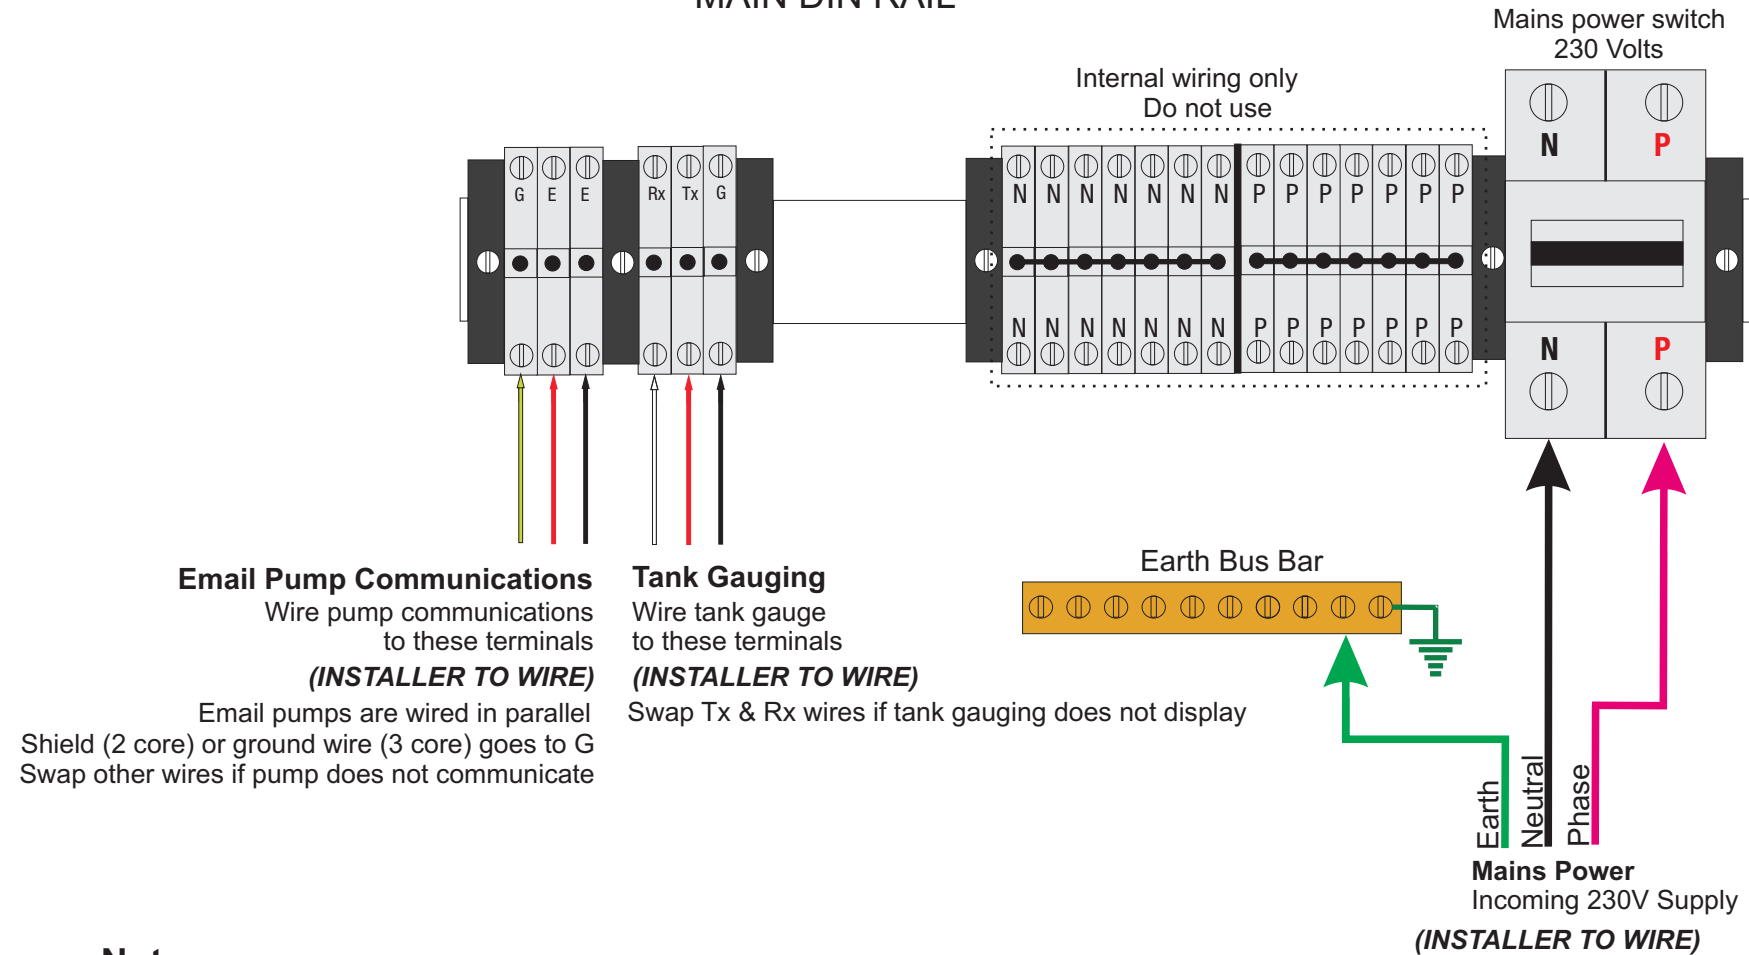 MAIN DIN RAIL
Mains power switch
230 Volts
Internal wiring only
Do not use
N P
G E E Rx Tx G
N N N N N N N P P P P P P P
N N N N N N N P P P P P P P
N P
Earth Bus Bar
Email Pump Communications
Wire pump communications
to these terminals
(INSTALLER TO WIRE)
Email pumps are wired in parallel
Shield (2 core) or ground wire (3 core) goes to G
Swap other wires if pump does not communicate
Tank Gauging
Wire tank gauge
to these terminals
(INSTALLER TO WIRE)
Swap Tx & Rx wires if tank gauging does not display
Earth
Neutral
Phase
Mains Power
Incoming 230V Supply
(INSTALLER TO WIRE)